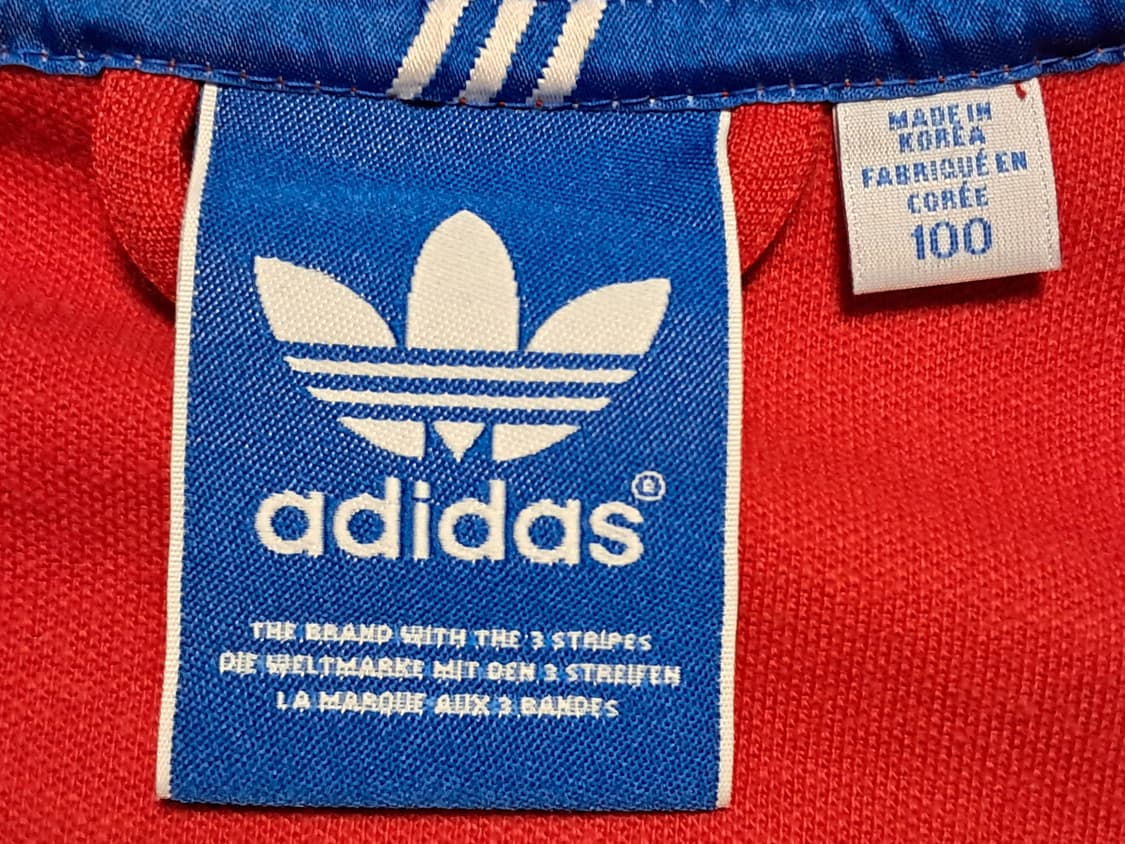 adidas®
THE BRAND WITH THE 3 STRIPES
DIE WELTMARKE MIT DEN 3 STREIFEN
LA MARQUE AUX 3 BANDES
MADE IN
KOREA
FABRIQUÉ EN
CORÉE
100